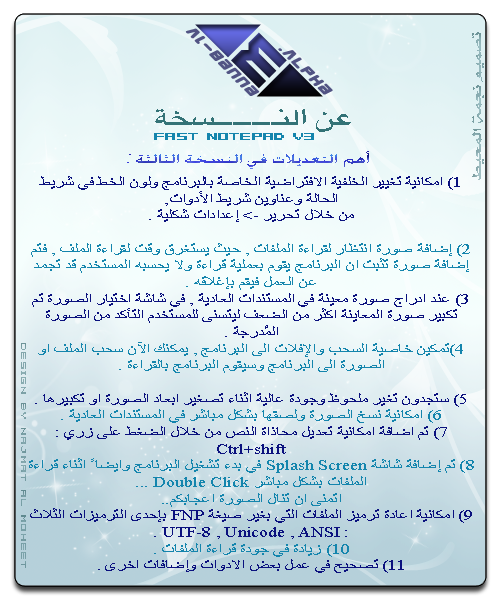 AL-BANNA
ALPHA
تصميم نجمة المحيط
عن النـــــسخة
FAST NOTEPAD V3
أهم التعديلات في النسخة الثالثة :
1) امكانية تغيير الخلفية الافتراضية الخاصة بالبرنامج ولون الخط في شريط
الحالة وعناوين شريط الأدوات,
من خلال تحرير -> إعدادات شكلية .
2) إضافة صورة انتظار لقراءة الملفات , حيث يستغرق وقت لقراءة الملف , فتم
إضافة صورة تثبت ان البرنامج يقوم بعملية قراءة ولا يحسبه المستخدم قد تجمد
عن العمل فيقم بإغلاقه .
3) عند ادراج صورة معينة في المستندات العادية , في شاشة اختيار الصورة تم
تكبير صورة المعاينة اكثر من الضعف ليتسنى للمستخدم التأكد من الصورة
المُدرجة .
4)تمكين خاصية السحب والإفلات الى البرنامج , يمكنك الآن سحب الملف او
الصورة الى البرنامج وسيقوم البرنامج بالقراءة .
5) ستجدون تغير ملحوظ وجودة عالية اثناء تصغير ابعاد الصورة او تكبيرها .
6) امكانية نسخ الصورة ولصقها بشكل مباشر في المستندات العادية .
7) تم اضافة امكانية تعديل محاذاة النص من خلال الضغط على زري :
Ctrl+shift
8) تم إضافة شاشة Splash Screen في بدء تشغيل البرنامج وايضاً اثناء قراءة
الملفات بشكل مباشر Double Click ...
اتمنى ان تنال الصورة اعجابكم..
9) امكانية اعادة ترميز الملفات التي بغير صيغة FNP بإحدى الترميزات الثلاث
: UTF-8 , Unicode , ANSI .
10) زيادة في جودة قراءة الملفات .
11) تصحيح في عمل بعض الادوات وإضافات اخرى .
DESIGN BY NAJMAT AL MOHEET